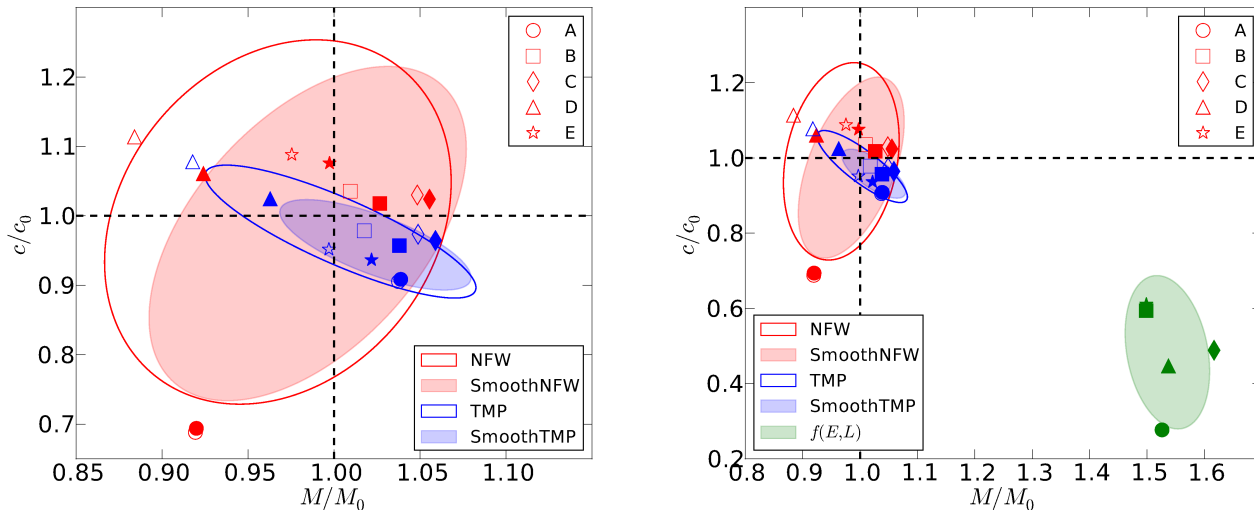 c/c₀
1.2
1.1
1.0
0.9
0.8
0.7
0.85
0.90
0.95
1.00
1.05
1.10
M/M₀
A
B
C
D
E
NFW
SmoothNFW
TMP
SmoothTMP
c/c₀
1.2
1.0
0.8
0.6
0.4
0.2
0.8
0.9
1.0
1.1
1.2
1.3
1.4
1.5
1.6
M/M₀
A
B
C
D
E
NFW
SmoothNFW
TMP
SmoothTMP
f(E,L)